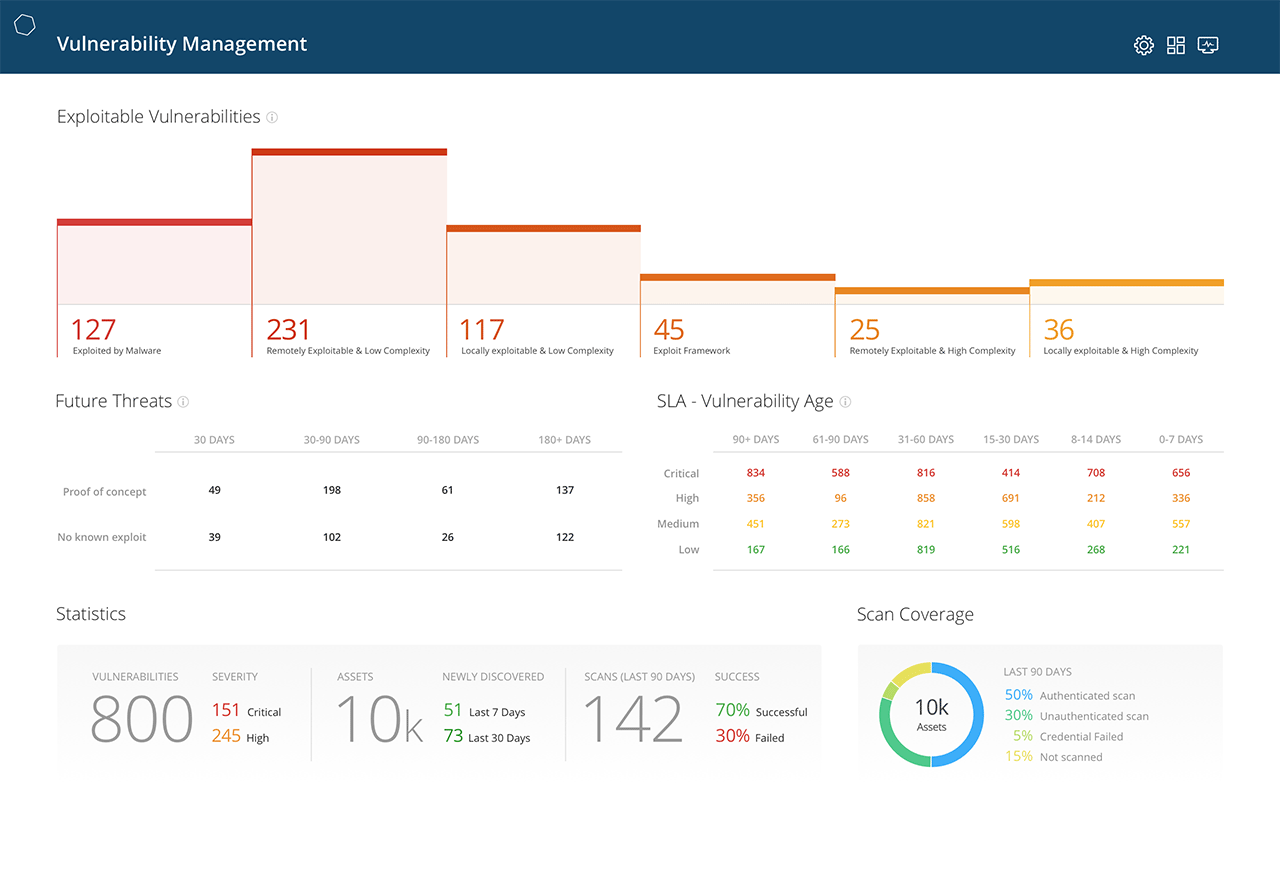 Vulnerability Management
Exploitable Vulnerabilities
127
Exploited by Malware
231
Remotely Exploitable & Low Complexity
117
Locally exploitable & Low Complexity
45
Exploit Framework
25
Remotely Exploitable & High Complexity
36
Locally exploitable & High Complexity
Future Threats
30 DAYS 30-90 DAYS 90-180 DAYS 180+ DAYS
Proof of concept 49 198 61 137
No known exploit 39 102 26 122
SLA - Vulnerability Age
90+ DAYS 61-90 DAYS 31-60 DAYS 15-30 DAYS 8-14 DAYS 0-7 DAYS
Critical 834 588 816 414 708 656
High 356 96 858 691 212 336
Medium 451 273 821 598 407 557
Low 167 166 819 516 268 221
Statistics
VULNERABILITIES
800
SEVERITY
151 Critical
245 High
ASSETS
10k
NEWLY DISCOVERED
51 Last 7 Days
73 Last 30 Days
SCANS (LAST 90 DAYS)
142
SUCCESS
70% Successful
30% Failed
Scan Coverage
10k
Assets
LAST 90 DAYS
50% Authenticated scan
30% Unauthenticated scan
5% Credential Failed
15% Not scanned